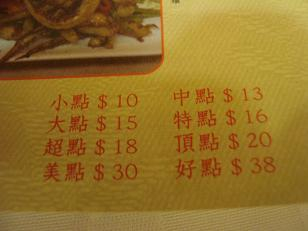 小點 $ 10 中點 $ 13
大點 $ 15 特點 $ 16
超點 $ 18 頂點 $ 20
美點 $ 30 好點 $ 38